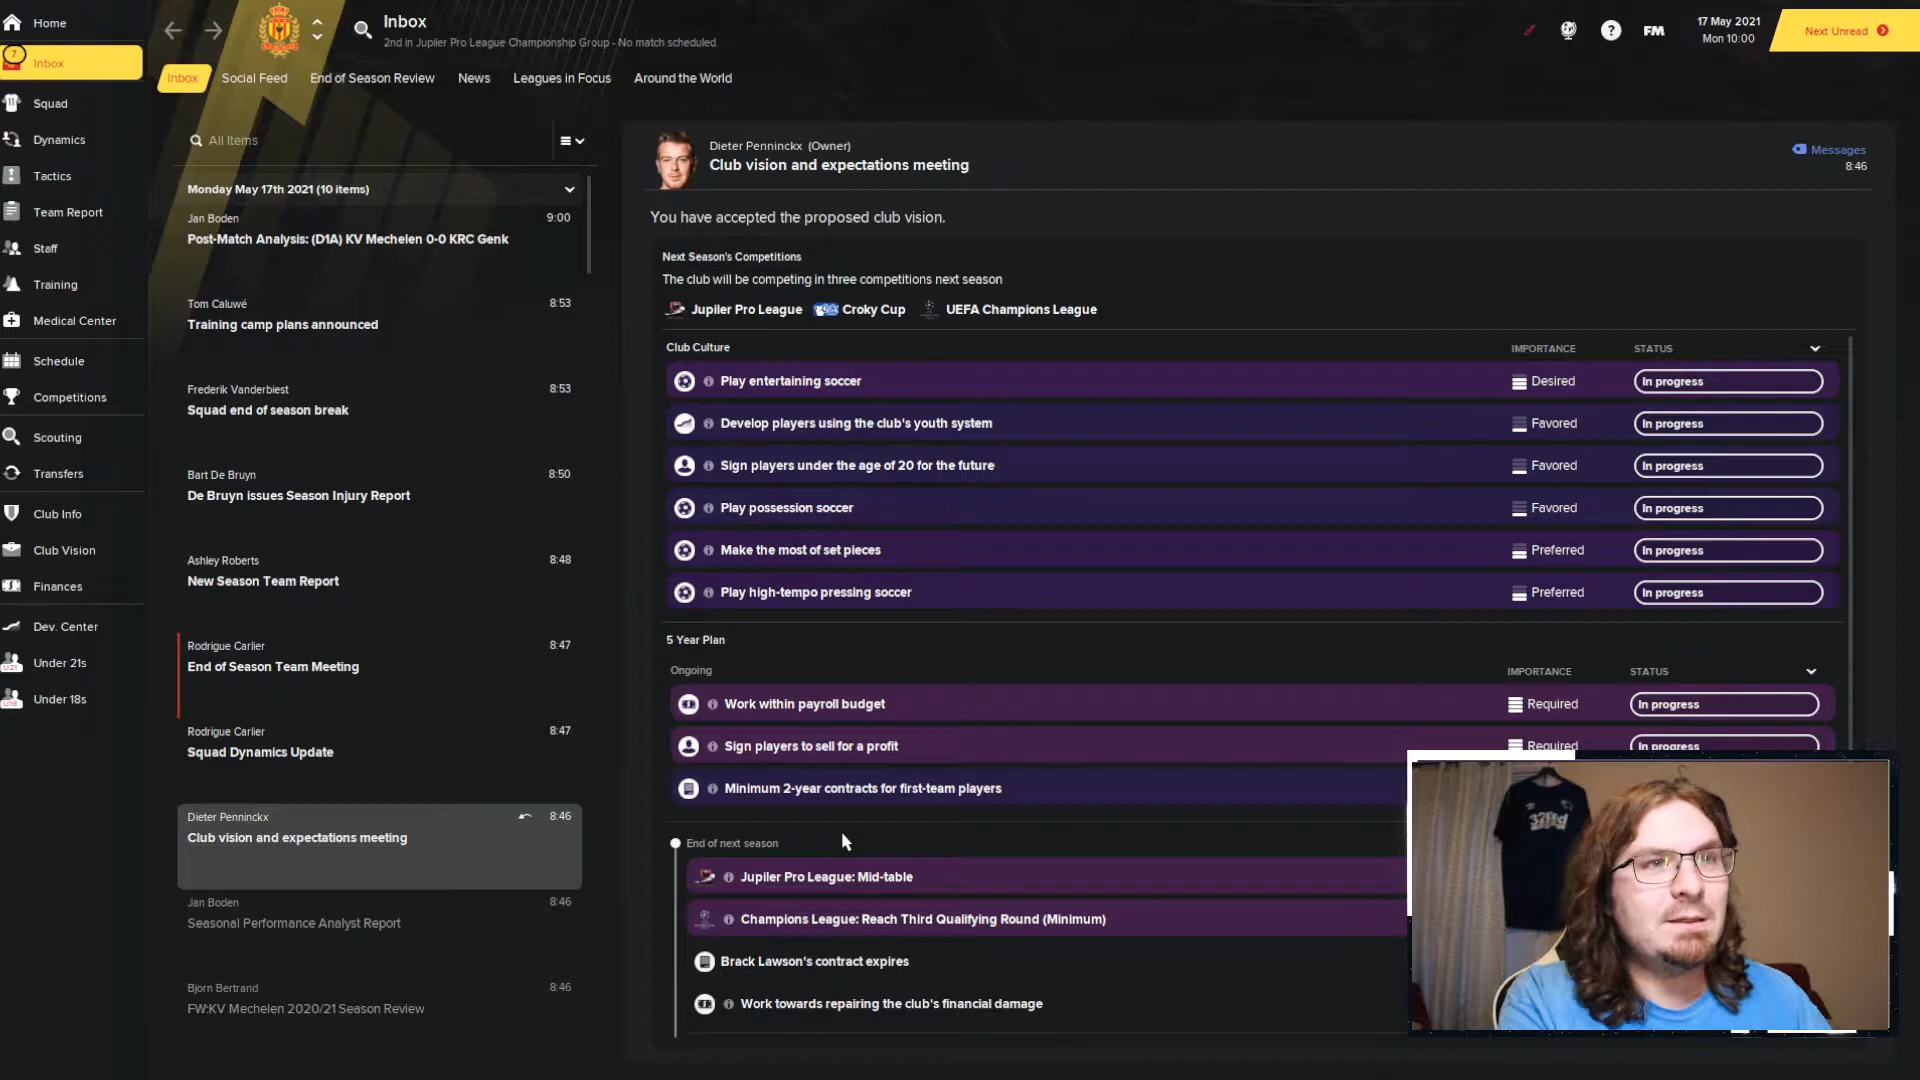 Home
7
Inbox
Squad
Dynamics
Tactics
Team Report
Staff
Training
Medical Center
Schedule
Competitions
Scouting
Transfers
Club Info
Club Vision
Finances
Dev. Center
Under 21s
Under 18s
Inbox
2nd in Jupiler Pro League Championship Group - No match scheduled.
FM
17 May 2021
Mon 10:00
Next Unread
Inbox Social Feed End of Season Review News Leagues in Focus Around the World
All Items
Monday May 17th 2021 (10 items)
Jan Boden 9:00
Post-Match Analysis: (D1A) KV Mechelen 0-0 KRC Genk
Tom Caluwé 8:53
Training camp plans announced
Frederik Vanderbiest 8:53
Squad end of season break
Bart De Bruyn 8:50
De Bruyn issues Season Injury Report
Ashley Roberts 8:48
New Season Team Report
Rodrigue Carlier 8:47
End of Season Team Meeting
Rodrigue Carlier 8:47
Squad Dynamics Update
Dieter Penninckx 8:46
Club vision and expectations meeting
Jan Boden 8:46
Seasonal Performance Analyst Report
Bjorn Bertrand 8:46
FW:KV Mechelen 2020/21 Season Review
Dieter Penninckx (Owner)
Club vision and expectations meeting
Messages
8:46
You have accepted the proposed club vision.
Next Season's Competitions
The club will be competing in three competitions next season
Jupiler Pro League Croky Cup UEFA Champions League
Club Culture IMPORTANCE STATUS
Play entertaining soccer Desired In progress
Develop players using the club's youth system Favored In progress
Sign players under the age of 20 for the future Favored In progress
Play possession soccer Favored In progress
Make the most of set pieces Preferred In progress
Play high-tempo pressing soccer Preferred In progress
5 Year Plan
Ongoing IMPORTANCE STATUS
Work within payroll budget Required In progress
Sign players to sell for a profit Required In progress
Minimum 2-year contracts for first-team players
End of next season
Jupiler Pro League: Mid-table
Champions League: Reach Third Qualifying Round (Minimum)
Brack Lawson's contract expires
Work towards repairing the club's financial damage